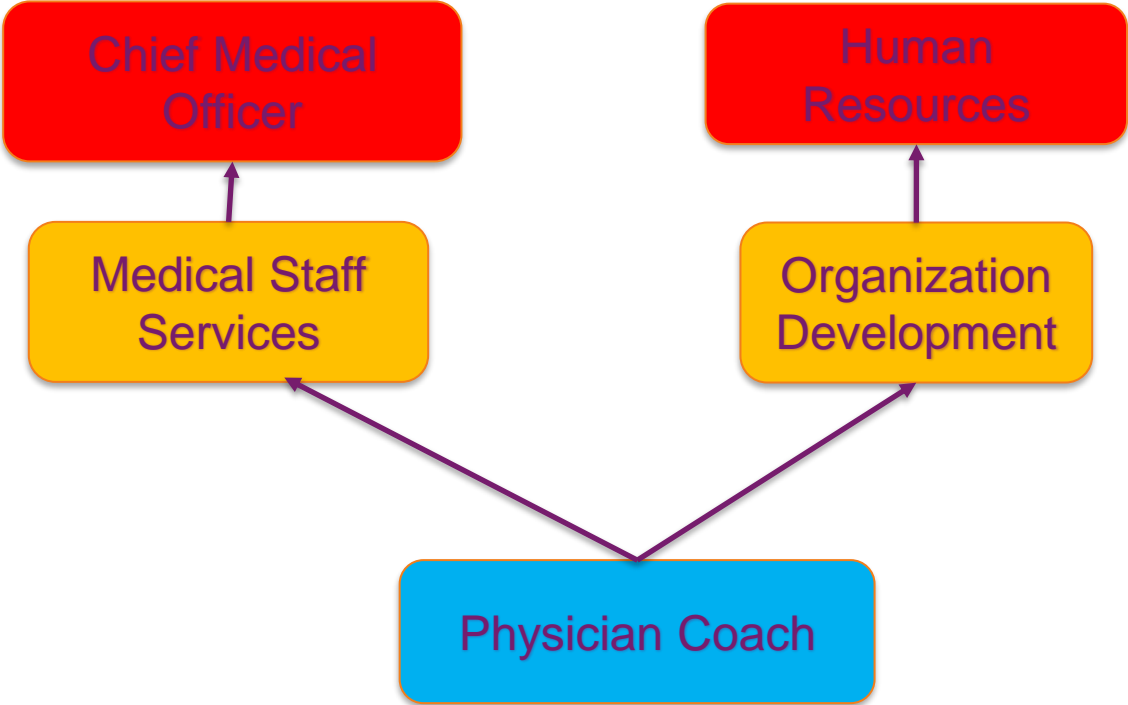 Chief Medical
Officer
Human
Resources
Medical Staff
Services
Organization
Development
Physician Coach